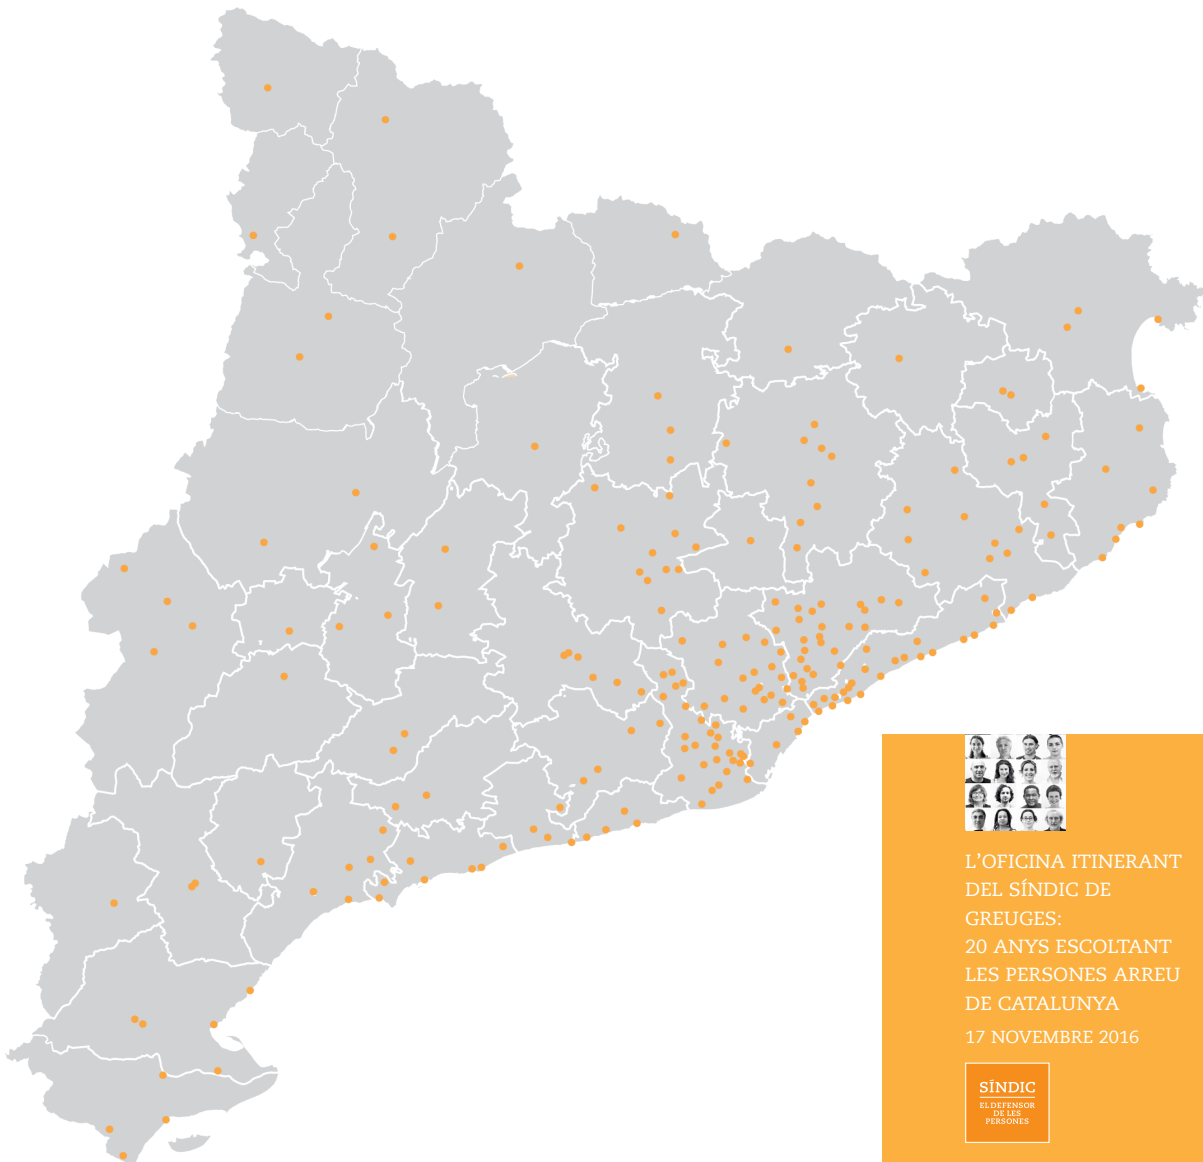 L'OFICINA ITINERANT
DEL SÍNDIC DE
GREUGES:
20 ANYS ESCOLTANT
LES PERSONES ARREU
DE CATALUNYA
17 NOVEMBRE 2016
SÍNDIC
EL DEFENSOR
DE LES
PERSONES